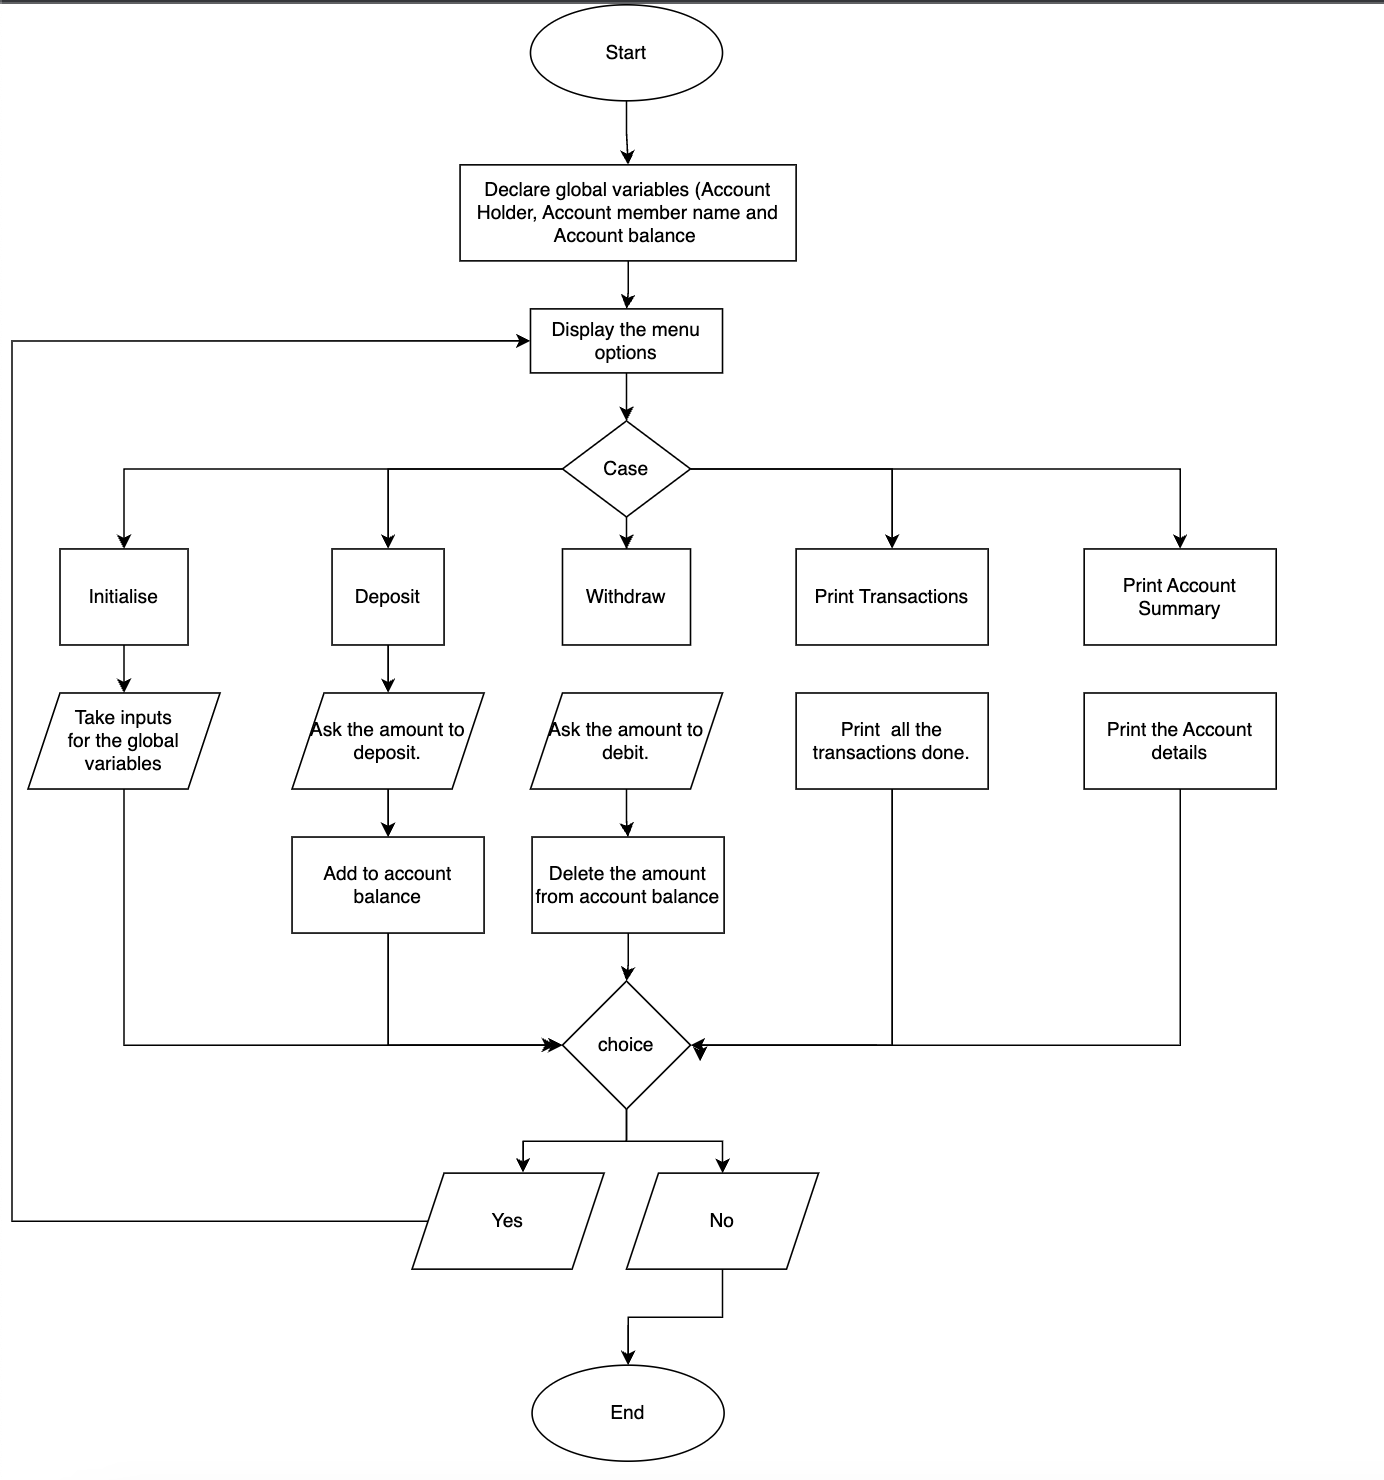 Start
Declare global variables (Account
Holder, Account member name and
Account balance
Display the menu
options
Case
Initialise
Deposit
Withdraw
Print Transactions
Print Account
Summary
Take inputs
for the global
variables
Ask the amount to
deposit.
Ask the amount to
debit.
Print  all the
transactions done.
Print the Account
details
Add to account
balance
Delete the amount
from account balance
choice
Yes
No
End